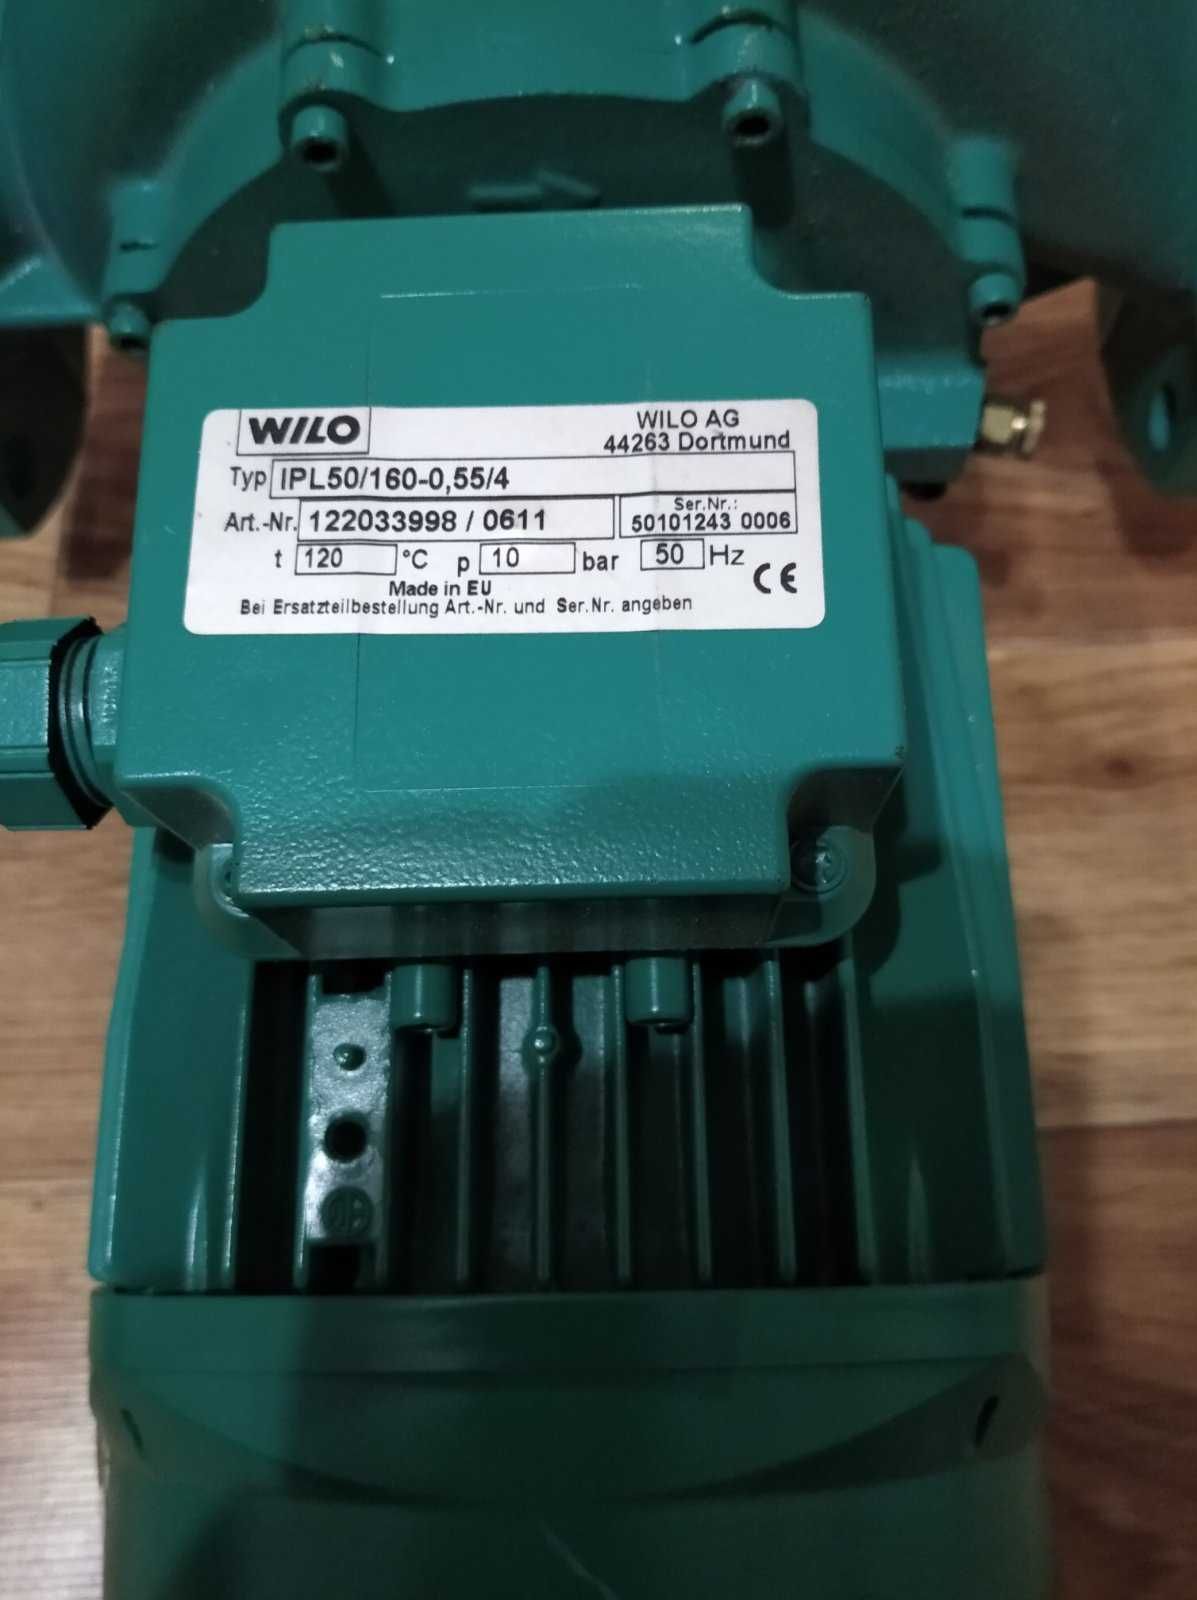 WILO
WILO AG
44263 Dortmund
Typ IPL50/160-0,55/4
Art.-Nr. 122033998 / 0611
Ser.Nr.:
50101243 0006
t 120 °C p 10 bar 50 Hz
CE
Made in EU
Bei Ersatzteilbestellung Art.-Nr. und Ser.Nr. angeben